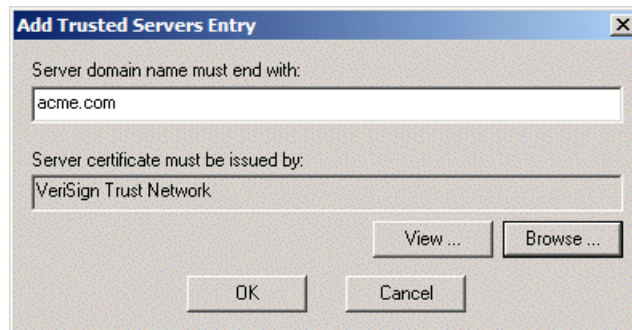 Add Trusted Servers Entry
Server domain name must end with:
acme.com
Server certificate must be issued by:
VeriSign Trust Network
View ... Browse ...
OK Cancel